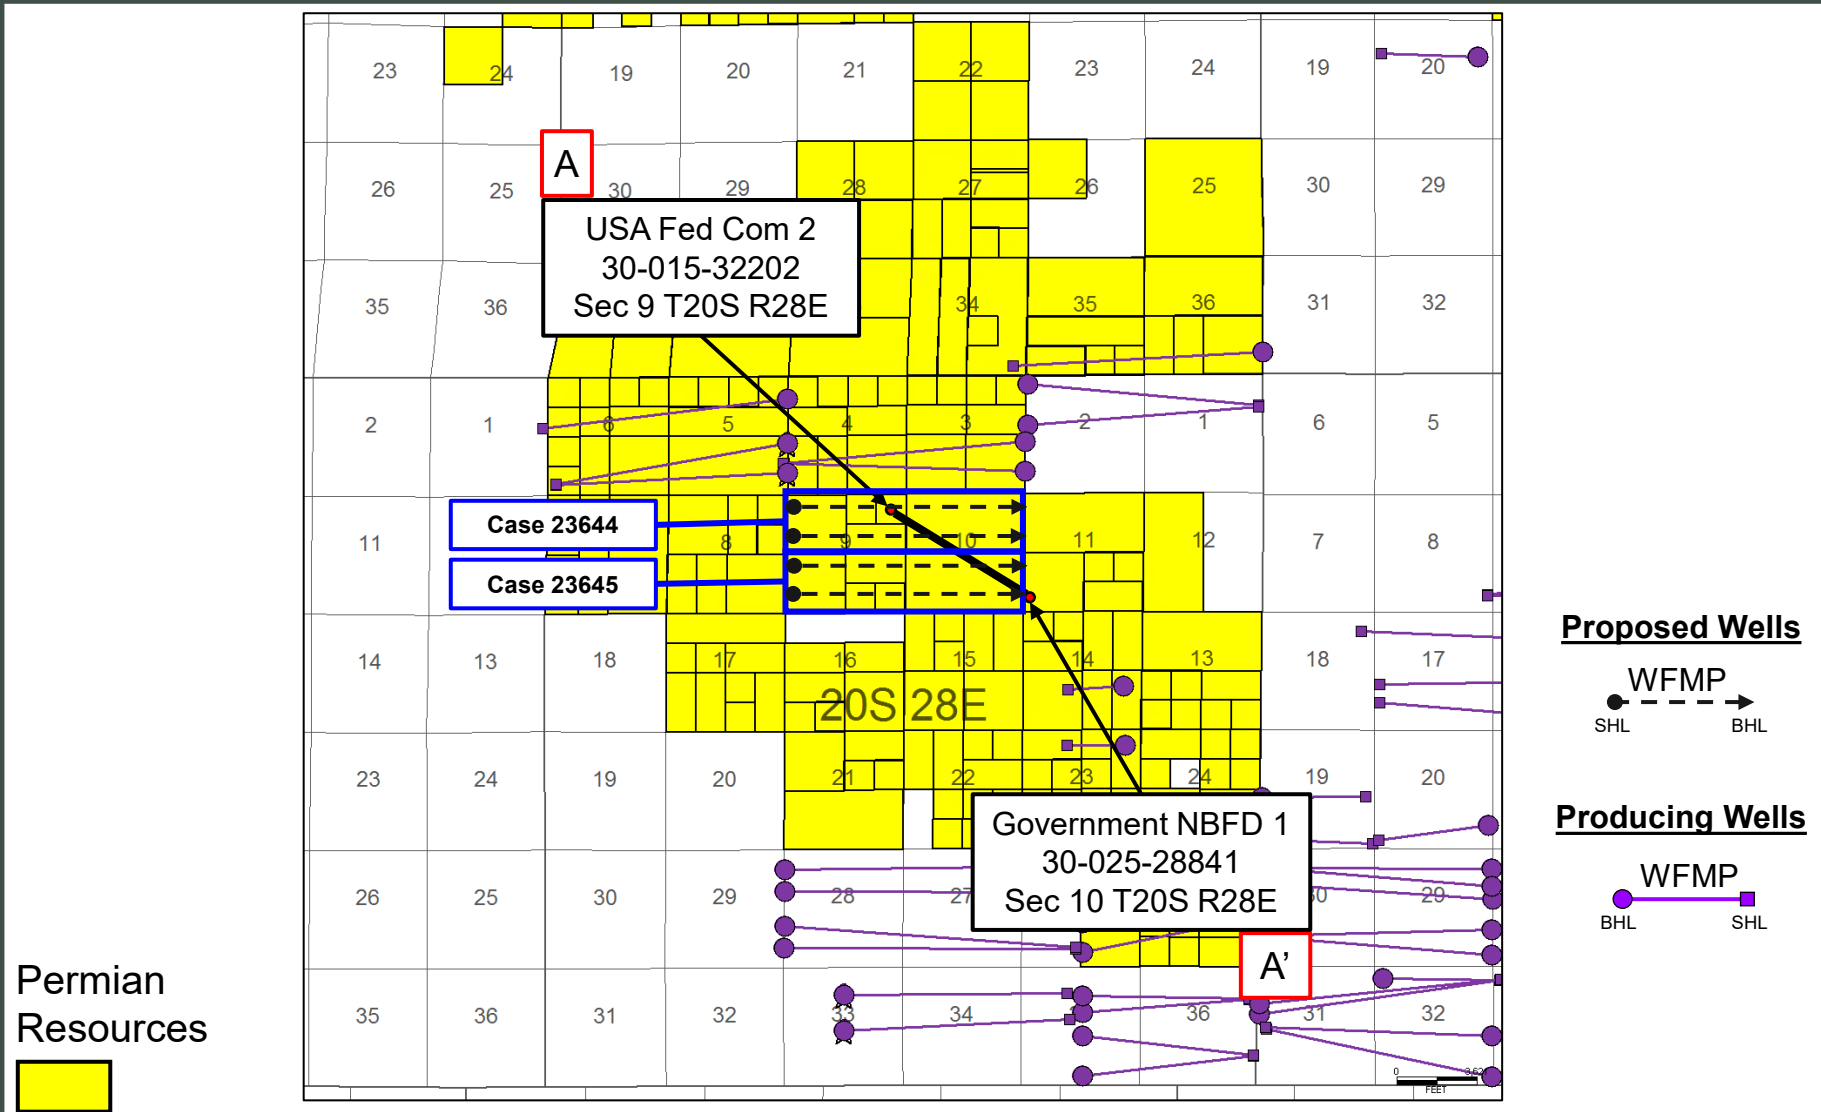 23 24 19 20 21 22 23 24 19 20
A
26 25 30 29 28 27 26 25 30 29
USA Fed Com 2
30-015-32202
Sec 9 T20S R28E
35 36 34 35 36 31 32
2 1 6 5 4 3 2 1 6 5
Case 23644
11 8 9 10 11 12 7 8
Case 23645
14 13 18 17 16 15 14 13 18 17
20S 28E
23 24 19 20 21 22 23 24 19 20
Government NBFD 1
30-025-28841
Sec 10 T20S R28E
26 25 30 29 28 27 30 29
A’
35 36 31 32 33 34 36 31 32
0
FEET
Proposed Wells
WFMP
SHL BHL
Producing Wells
WFMP
BHL SHL
Permian
Resources